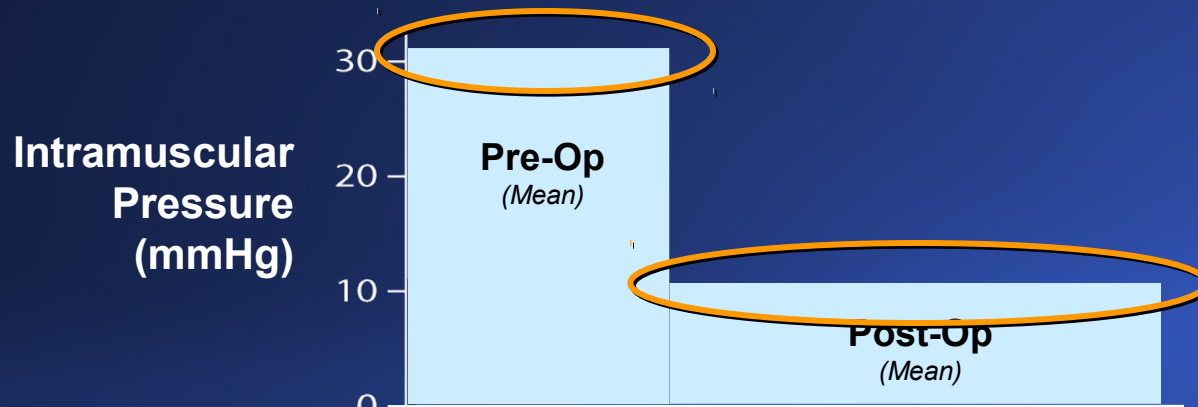 30
Intramuscular
Pressure
(mmHg)
20
Pre-Op
(Mean)
10
Post-Op
(Mean)
0